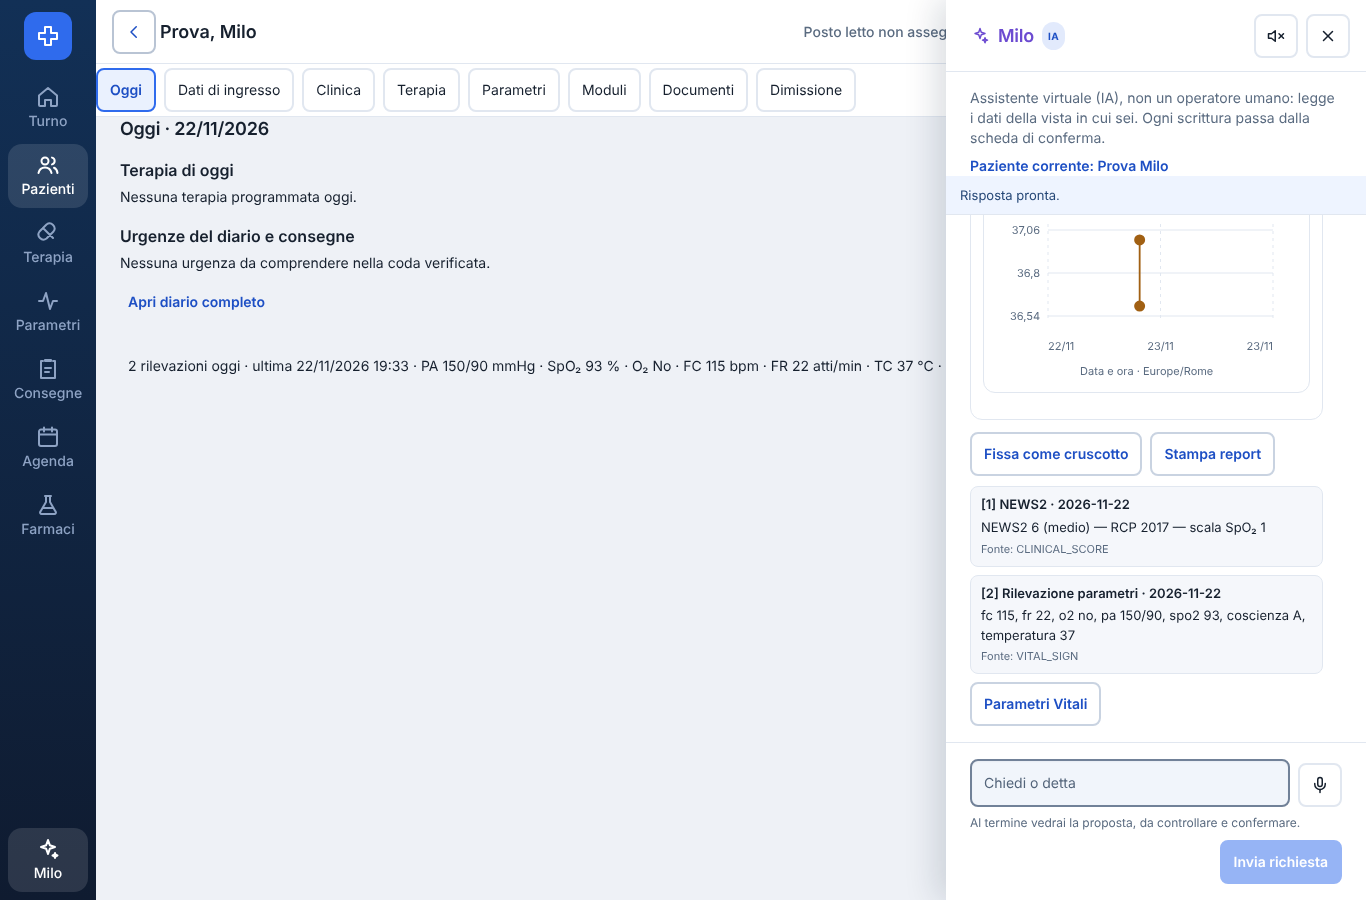 Turno
Pazienti
Terapia
Parametri
Consegne
Agenda
Farmaci
Milo
Prova, Milo
Posto letto non asseg
Oggi
Dati di ingresso
Clinica
Terapia
Parametri
Moduli
Documenti
Dimissione
Oggi · 22/11/2026
Terapia di oggi
Nessuna terapia programmata oggi.
Urgenze del diario e consegne
Nessuna urgenza da comprendere nella coda verificata.
Apri diario completo
2 rilevazioni oggi · ultima 22/11/2026 19:33 · PA 150/90 mmHg · SpO₂ 93 % · O₂ No · FC 115 bpm · FR 22 atti/min · TC 37 °C ·
Milo IA
Assistente virtuale (IA), non un operatore umano: legge
i dati della vista in cui sei. Ogni scrittura passa dalla
scheda di conferma.
Paziente corrente: Prova Milo
Risposta pronta.
37,06
36,8
36,54
22/11 23/11 23/11
Data e ora · Europe/Rome
Fissa come cruscotto
Stampa report
[1] NEWS2 · 2026-11-22
NEWS2 6 (medio) — RCP 2017 — scala SpO₂ 1
Fonte: CLINICAL_SCORE
[2] Rilevazione parametri · 2026-11-22
fc 115, fr 22, o2 no, pa 150/90, spo2 93, coscienza A,
temperatura 37
Fonte: VITAL_SIGN
Parametri Vitali
Chiedi o detta
Al termine vedrai la proposta, da controllare e confermare.
Invia richiesta